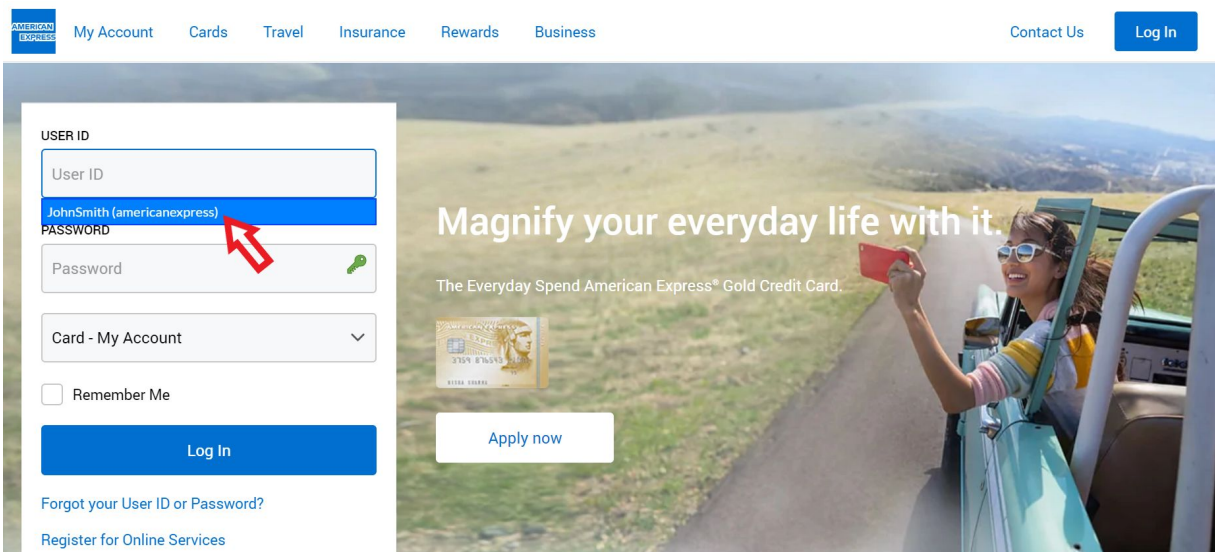 AMERICAN
EXPRESS
My Account Cards Travel Insurance Rewards Business Contact Us Log In
USER ID
User ID
JohnSmith (americanexpress)
PASSWORD
Password
Card - My Account
Remember Me
Log In
Forgot your User ID or Password?
Register for Online Services
Magnify your everyday life with it.
The Everyday Spend American Express® Gold Credit Card.
Apply now